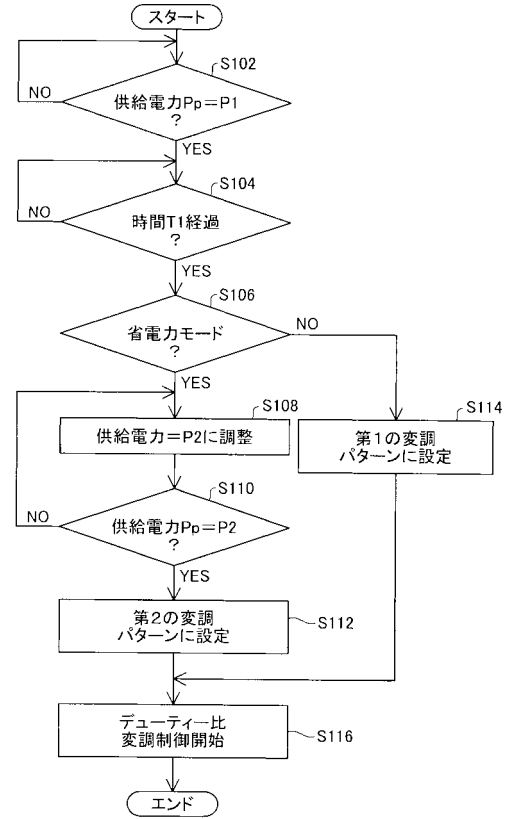 スタート
S102
供給電力Pp=P1
?
NO
YES
S104
時間T1経過
?
NO
YES
S106
省電力モード
?
NO
YES
S108
供給電力=P2に調整
S114
第1の変調
パターンに設定
S110
供給電力Pp=P2
?
NO
YES
第2の変調
パターンに設定
S112
デューティー比
変調制御開始
S116
エンド